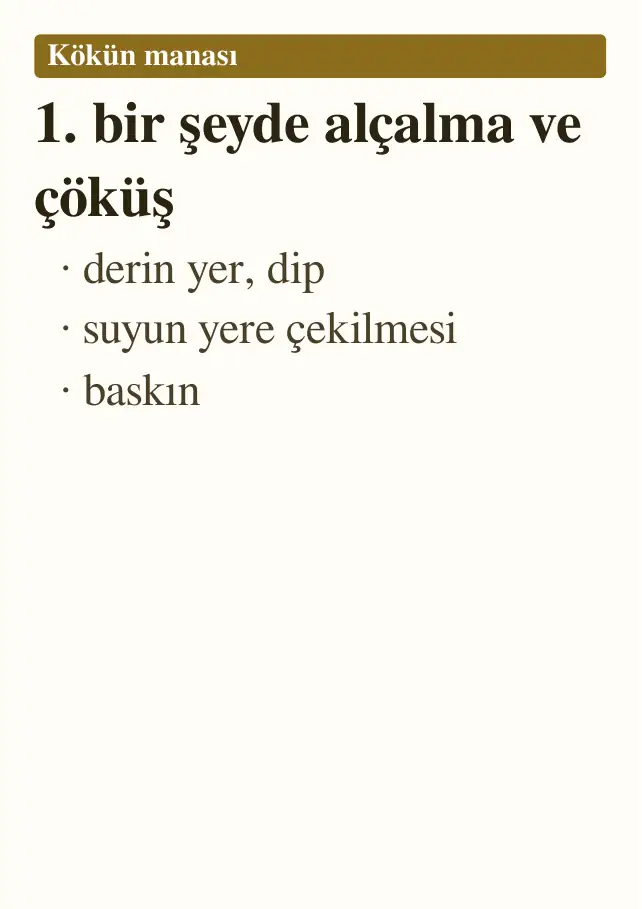 Kökün manası
1. bir şeyde alçalma ve
çöküş
· derin yer, dip
· suyun yere çekilmesi
· baskın